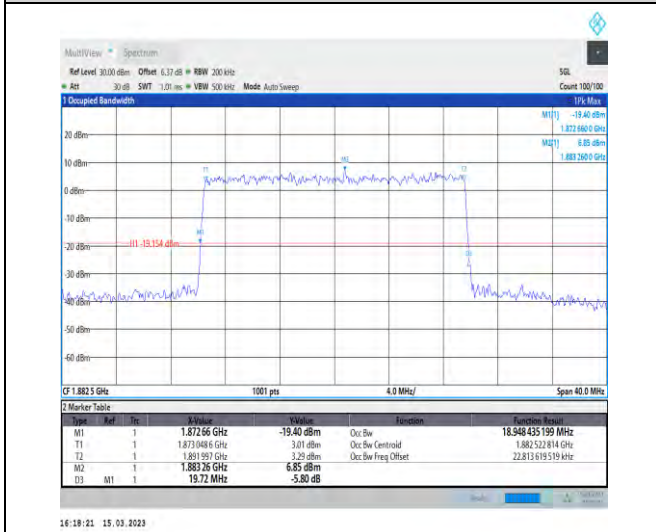 MultiView Spectrum
Ref Level 30.00 dBm Offset 6.37 dB RBW 200 kHz SGL
Att 30 dB SWT 1.01 ms VBW 500 kHz Mode Auto Sweep Count 100/100
1 Occupied Bandwidth 1Pk Max
M1[1] -19.40 dBm
1.872 660 0 GHz
M2[1] 6.85 dBm
1.883 260 0 GHz
20 dBm
M2
T1
T2
10 dBm
0 dBm
-10 dBm
M1
-20 dBm
H1 -19.154 dBm
D3
-30 dBm
-40 dBm
-50 dBm
-60 dBm
CF 1.882 5 GHz 1001 pts 4.0 MHz/ Span 40.0 MHz
2 Marker Table
Type Ref Trc X-Value Y-Value Function Function Result
M1 1 1.872 66 GHz -19.40 dBm Occ Bw 18.948 435 199 MHz
T1 1 1.873 048 6 GHz 3.01 dBm Occ Bw Centroid 1.882 522 814 GHz
T2 1 1.891 997 GHz 3.29 dBm Occ Bw Freq Offset 22.813 619 519 kHz
M2 1 1.883 26 GHz 6.85 dBm
D3 M1 1 19.72 MHz -5.80 dB
16:18:21 15.03.2023